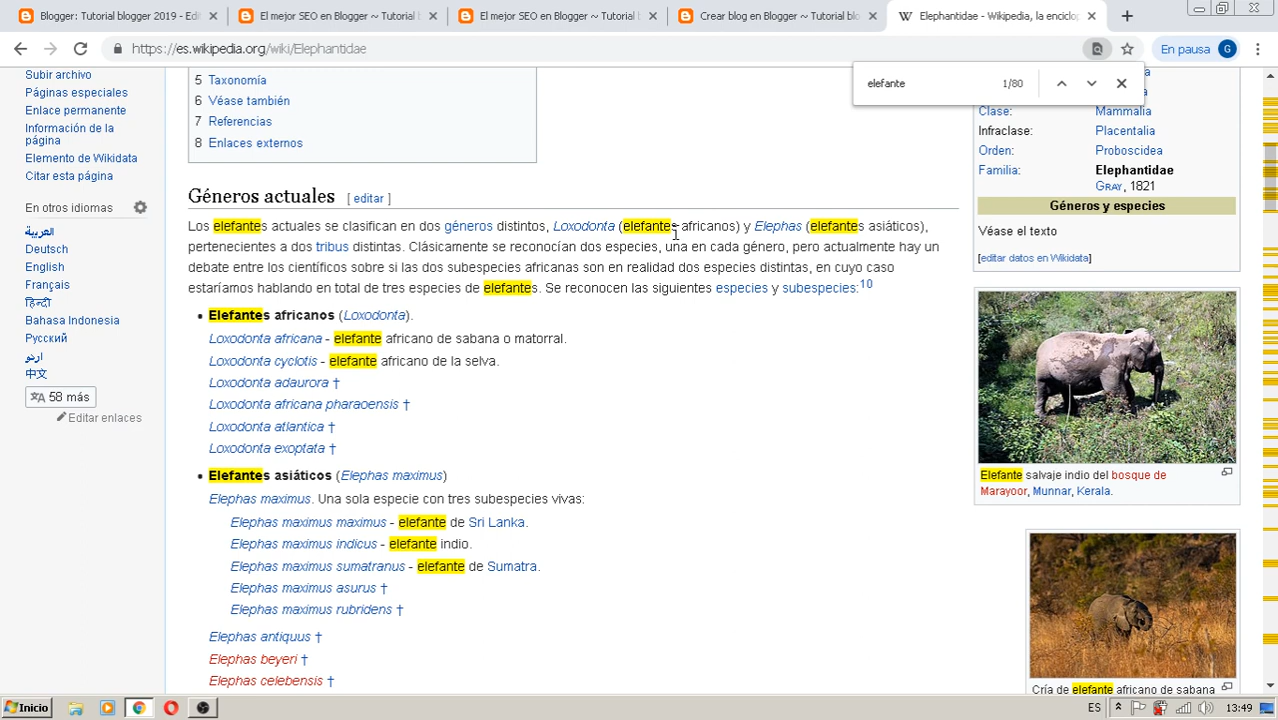 Blogger: Tutorial blogger 2019 - Edi
El mejor SEO en Blogger ~ Tutorial b
El mejor SEO en Blogger ~ Tutorial b
Crear blog en Blogger ~ Tutorial blo
Elephantidae - Wikipedia, la enciclop
https://es.wikipedia.org/wiki/Elephantidae
En pausa
G
elefante
1/80
Subir archivo
Páginas especiales
Enlace permanente
Información de la
página
Elemento de Wikidata
Citar esta página
En otros idiomas
العربية
Deutsch
English
Français
हिन्दी
Bahasa Indonesia
Русский
اردو
中文
58 más
Editar enlaces
5 Taxonomía
6 Véase también
7 Referencias
8 Enlaces externos
Géneros actuales [ editar ]
Los elefantes actuales se clasifican en dos géneros distintos, Loxodonta (elefantes africanos) y Elephas (elefantes asiáticos),
pertenecientes a dos tribus distintas. Clásicamente se reconocían dos especies, una en cada género, pero actualmente hay un
debate entre los científicos sobre si las dos subespecies africanas son en realidad dos especies distintas, en cuyo caso
estaríamos hablando en total de tres especies de elefantes. Se reconocen las siguientes especies y subespecies:10
• Elefantes africanos (Loxodonta).
Loxodonta africana - elefante africano de sabana o matorral.
Loxodonta cyclotis - elefante africano de la selva.
Loxodonta adaurora †
Loxodonta africana pharaoensis †
Loxodonta atlantica †
Loxodonta exoptata †
• Elefantes asiáticos (Elephas maximus)
Elephas maximus. Una sola especie con tres subespecies vivas:
Elephas maximus maximus - elefante de Sri Lanka.
Elephas maximus indicus - elefante indio.
Elephas maximus sumatranus - elefante de Sumatra.
Elephas maximus asurus †
Elephas maximus rubridens †
Elephas antiquus †
Elephas beyeri †
Elephas celebensis †
Clase: Mammalia
Infraclase: Placentalia
Orden: Proboscidea
Familia: Elephantidae
GRAY, 1821
Géneros y especies
Véase el texto
[editar datos en Wikidata]
Elefante salvaje indio del bosque de
Marayoor, Munnar, Kerala.
Cría de elefante africano de sabana
Inicio
ES
13:49